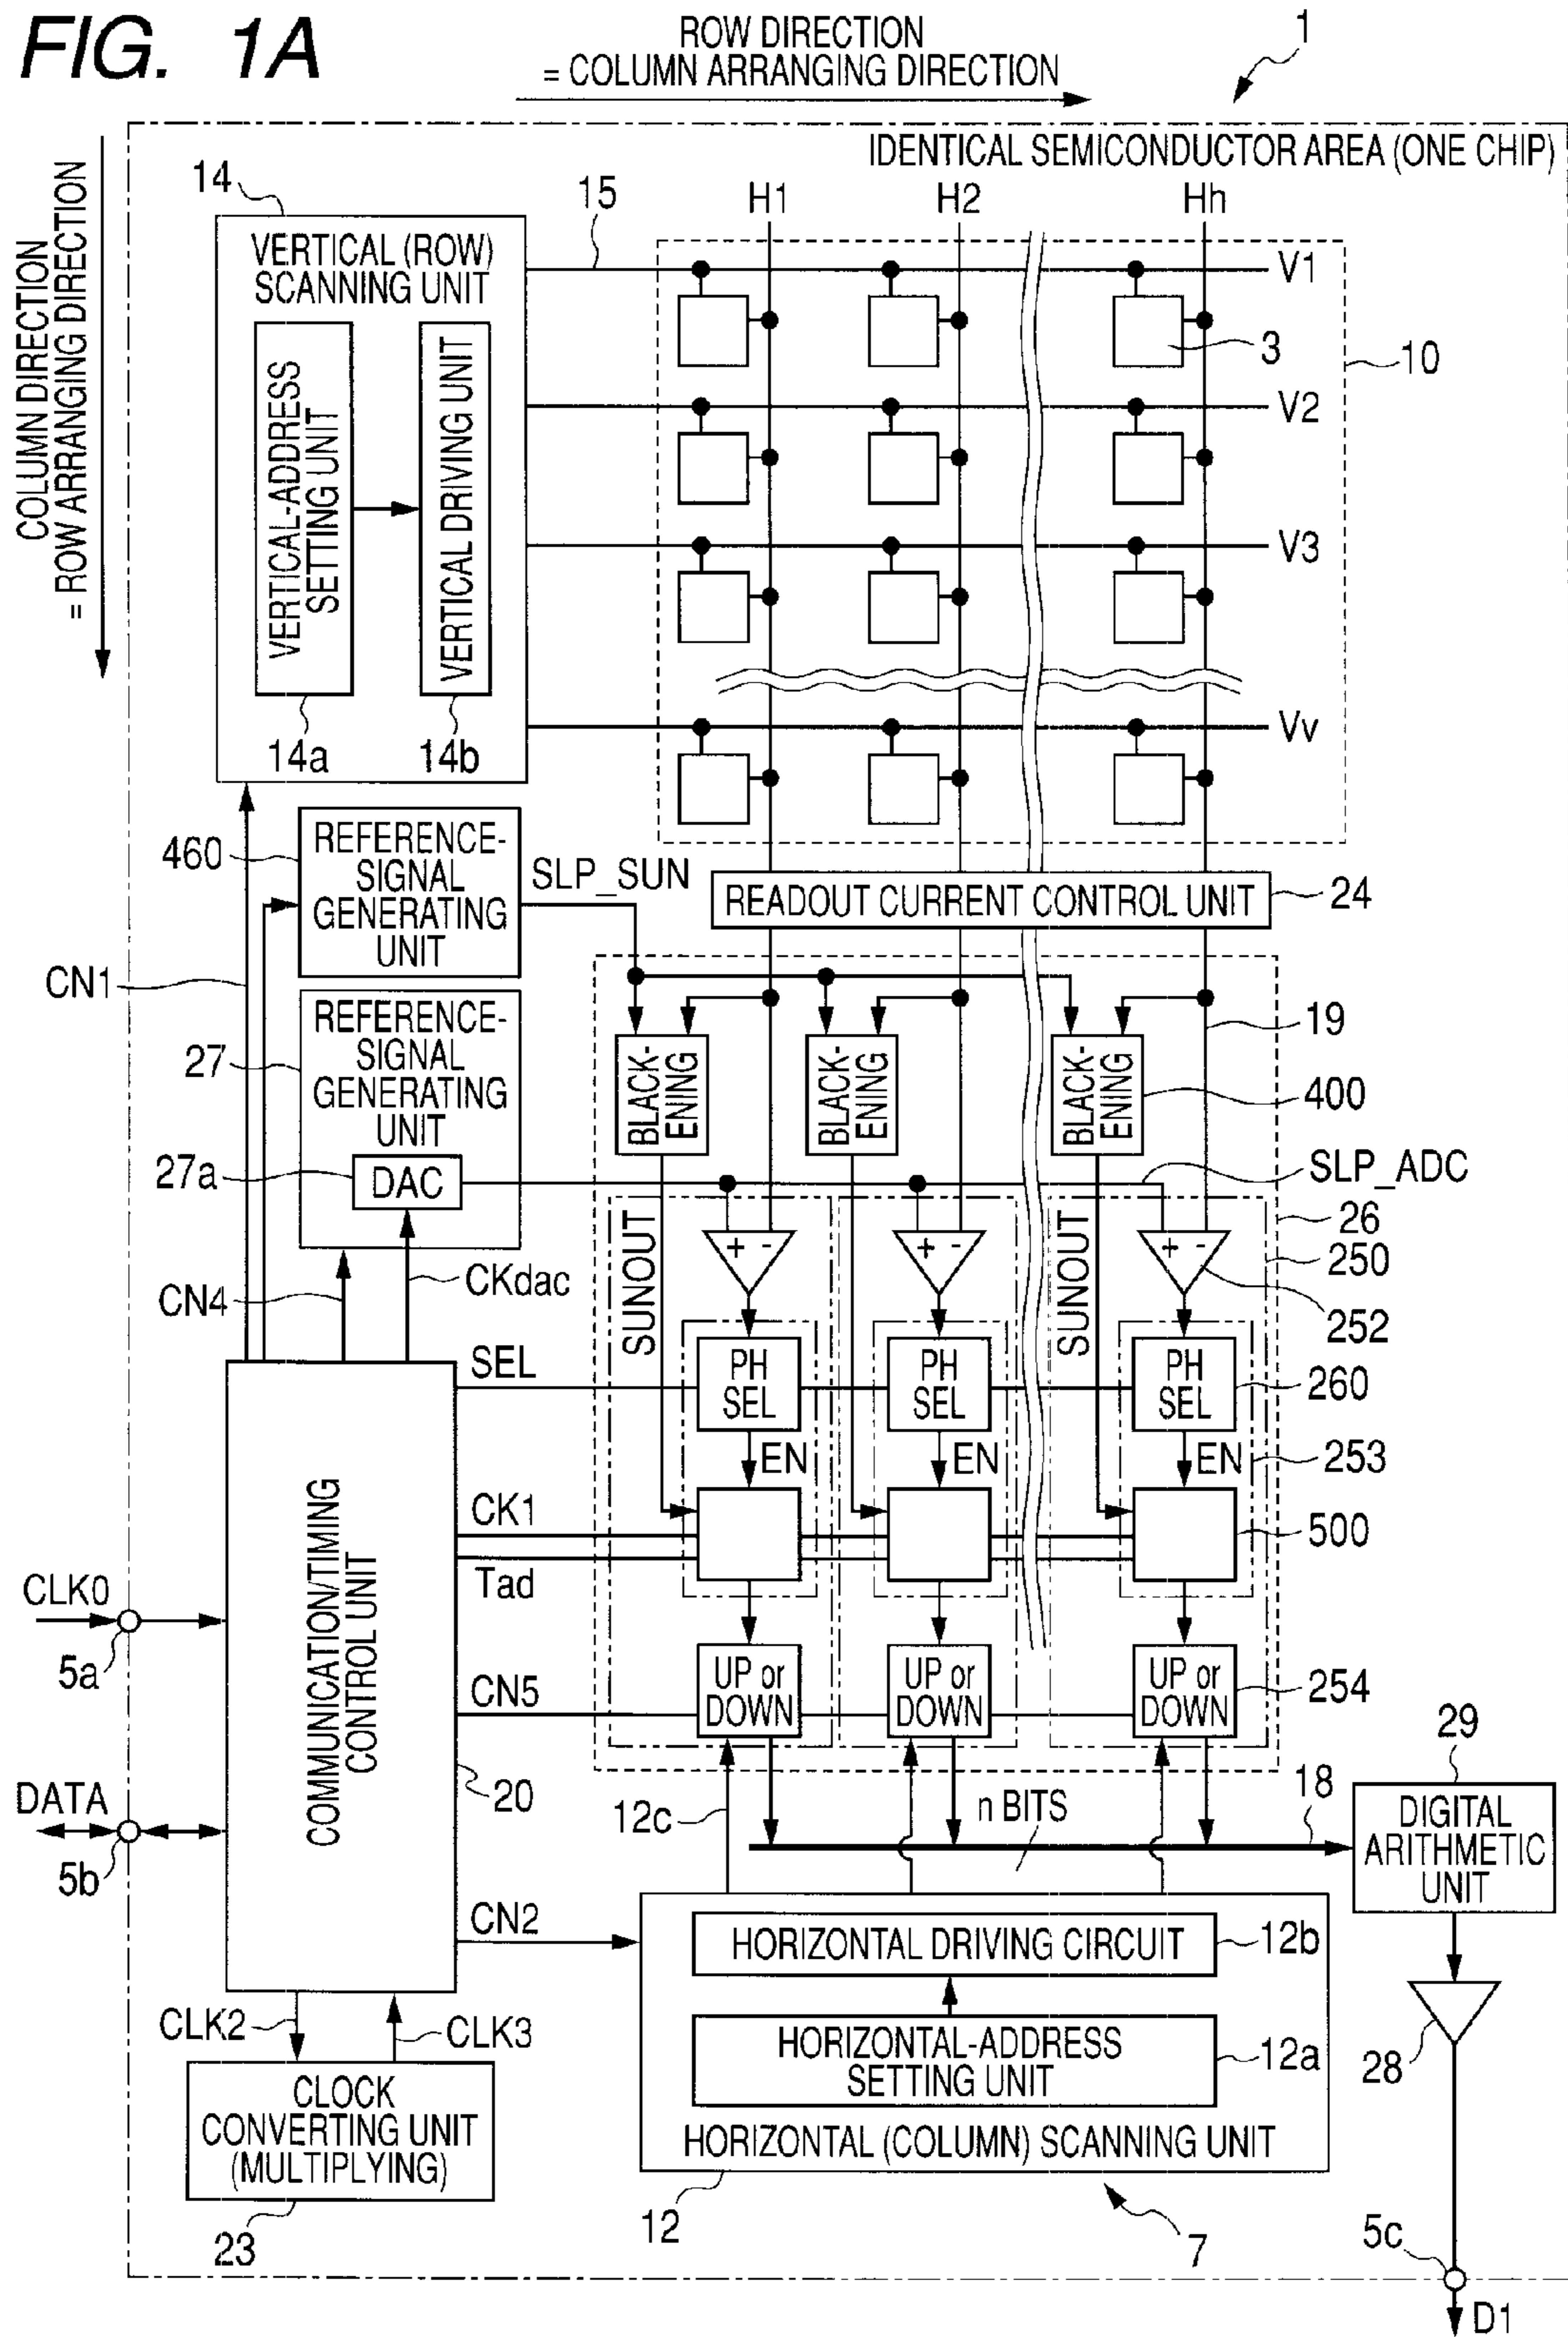 FIG. 1A
ROW DIRECTION
= COLUMN ARRANGING DIRECTION
1
IDENTICAL SEMICONDUCTOR AREA (ONE CHIP)
COLUMN DIRECTION
= ROW ARRANGING DIRECTION
14
15
H1
H2
Hh
VERTICAL (ROW)
SCANNING UNIT
VERTICAL-ADDRESS
SETTING UNIT
VERTICAL DRIVING UNIT
14a
14b
V1
3
10
V2
V3
Vv
460
REFERENCE-
SIGNAL
GENERATING
UNIT
SLP_SUN
READOUT CURRENT CONTROL UNIT
24
CN1
27
REFERENCE-
SIGNAL
GENERATING
UNIT
27a
DAC
BLACK-
ENING
BLACK-
ENING
BLACK-
ENING
19
400
SLP_ADC
26
250
252
SUNOUT
SUNOUT
+ -
+ -
+ -
CN4
CKdac
SEL
PH
SEL
PH
SEL
PH
SEL
260
EN
EN
EN
253
CK1
500
Tad
COMMUNICATION/TIMING
CONTROL UNIT
CLK0
5a
CN5
UP or
DOWN
UP or
DOWN
UP or
DOWN
254
20
DATA
5b
12c
n BITS
18
29
DIGITAL
ARITHMETIC
UNIT
CN2
HORIZONTAL DRIVING CIRCUIT
12b
HORIZONTAL-ADDRESS
SETTING UNIT
12a
HORIZONTAL (COLUMN) SCANNING UNIT
12
7
28
CLK2
CLK3
CLOCK
CONVERTING UNIT
(MULTIPLYING)
23
5c
D1